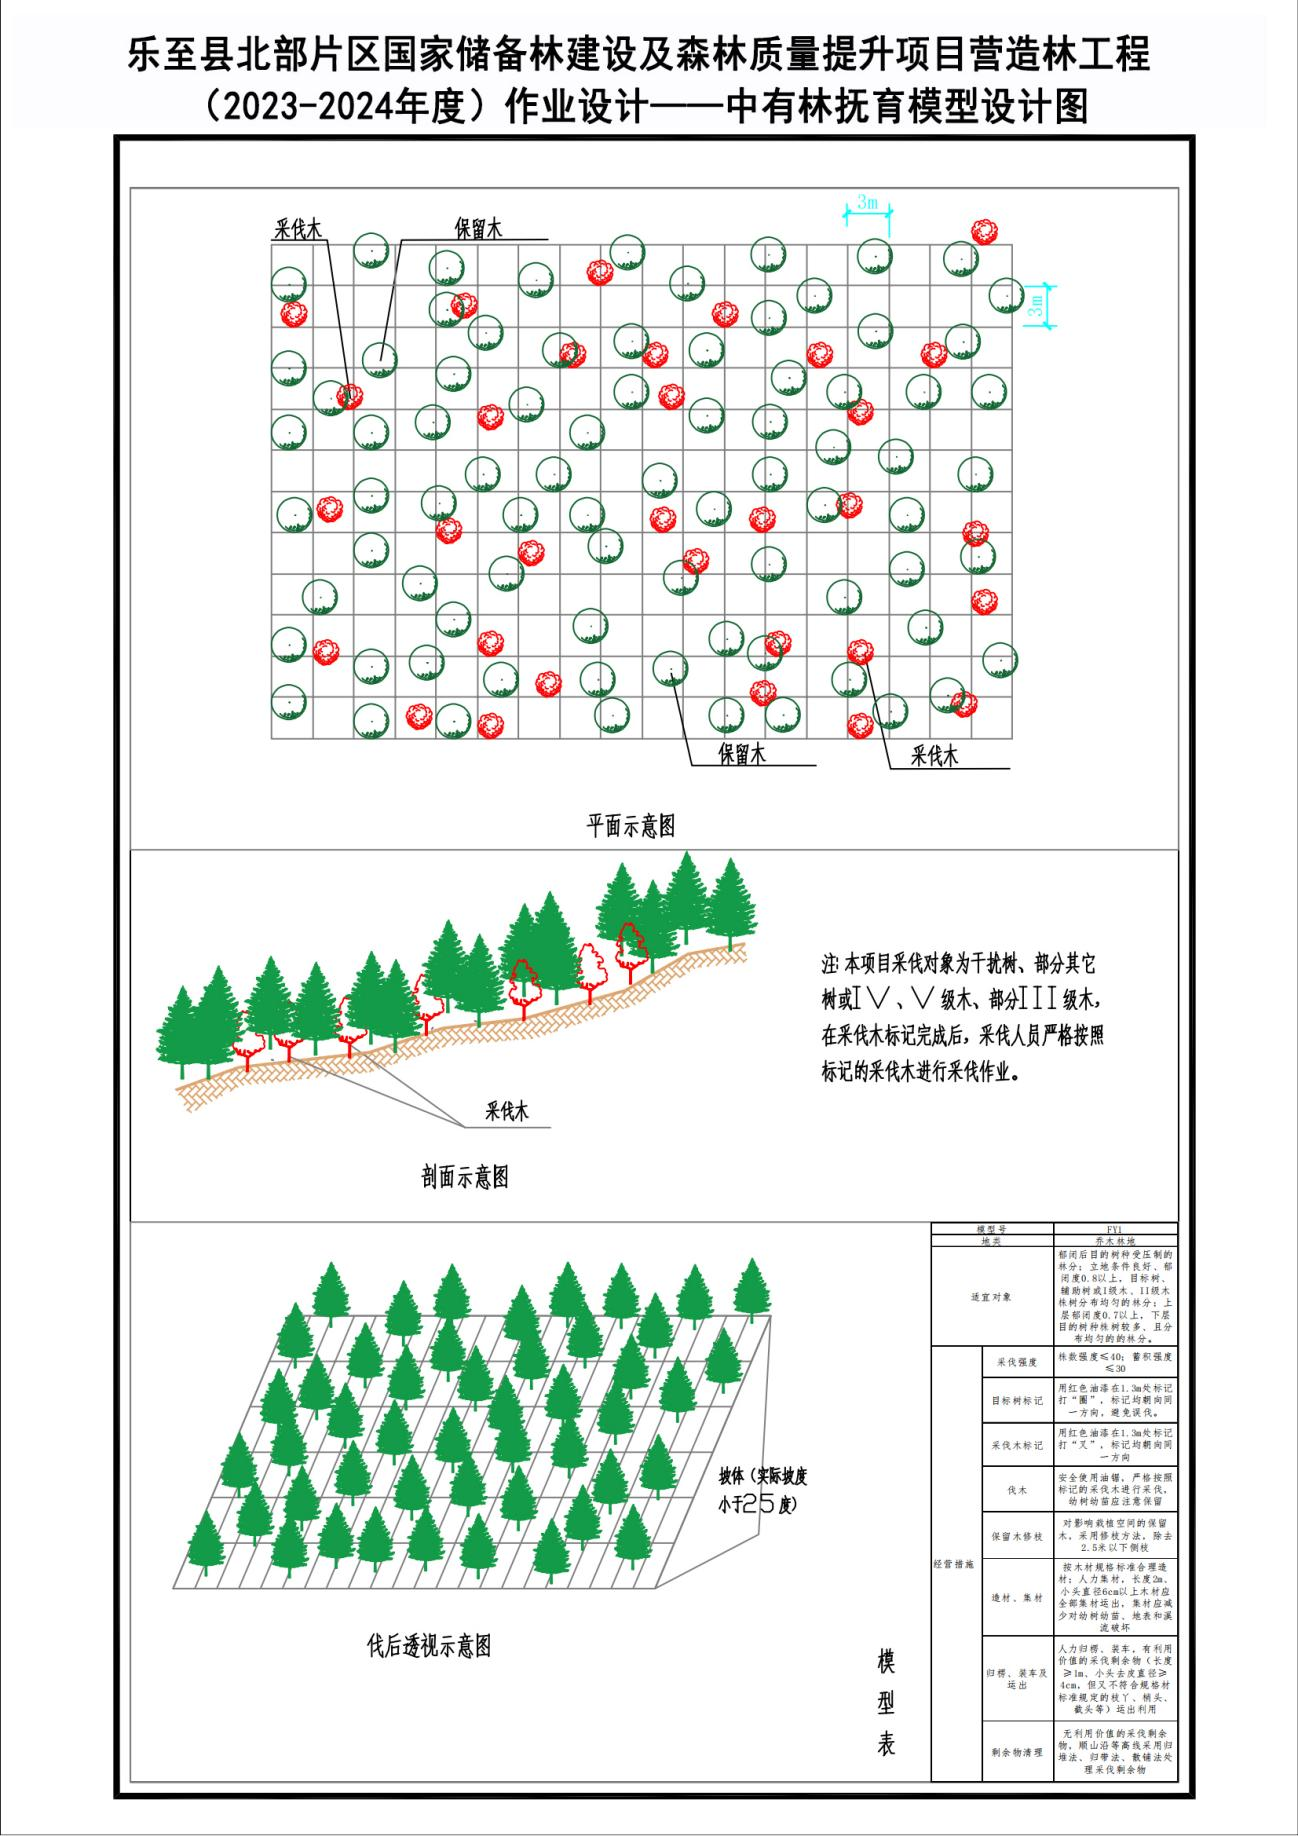 乐至县北部片区国家储备林建设及森林质量提升项目营造林工程
（2023-2024年度）作业设计——中有林抚育模型设计图
3m
采伐木
保留木
3m
保留木
采伐木
平面示意图
注:本项目采伐对象为干扰树、部分其它
树或IV、V级木、部分III级木，
在采伐木标记完成后，采伐人员严格按照
标记的采伐木进行采伐作业。
采伐木
剖面示意图
坡体（实际坡度
小于25度）
伐后透视示意图
模
型
表
模型号
FY1
地类
乔木林地
适宜对象
郁闭后目的树种受压制的
林分；立地条件良好、郁
闭度0.8以上，目标树、
辅助树或I级木、II级木
株树分布均匀的林分；上
层郁闭度0.7以上，下层
目的树种株树较多、且分
布均匀的的林分。
经营措施
采伐强度
株数强度≤40；蓄积强度
≤30
目标树标记
用红色油漆在1.3m处标记
打“圈”，标记均朝向同
一方向，避免误伐。
采伐木标记
用红色油漆在1.3m处标记
打“叉”，标记均朝向同
一方向
伐木
安全使用油锯，严格按照
标记的采伐木进行采伐，
幼树幼苗应注意保留
保留木修枝
对影响栽植空间的保留
木，采用修枝方法，除去
2.5米以下侧枝
造材、集材
按木材规格标准合理造
材；人力集材，长度2m、
小头直径6cm以上木材应
全部集材运出，集材应减
少对幼树幼苗、地表和溪
流破坏
归楞、装车及
运出
人力归楞、装车，有利用
价值的采伐剩余物（长度
≥1m、小头去皮直径≥
4cm，但又不符合规格材
标准规定的枝丫、梢头、
截头等）运出利用
剩余物清理
无利用价值的采伐剩余
物，顺山沿等高线采用归
堆法、归带法、散铺法处
理采伐剩余物